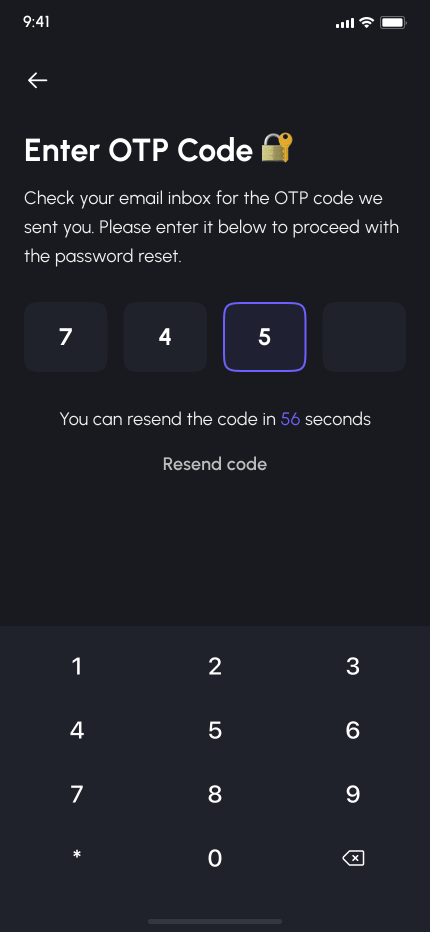 9:41
Enter OTP Code 🔐
Check your email inbox for the OTP code we
sent you. Please enter it below to proceed with
the password reset.
7 4 5
You can resend the code in 56 seconds
Resend code
1 2 3
4 5 6
7 8 9
* 0